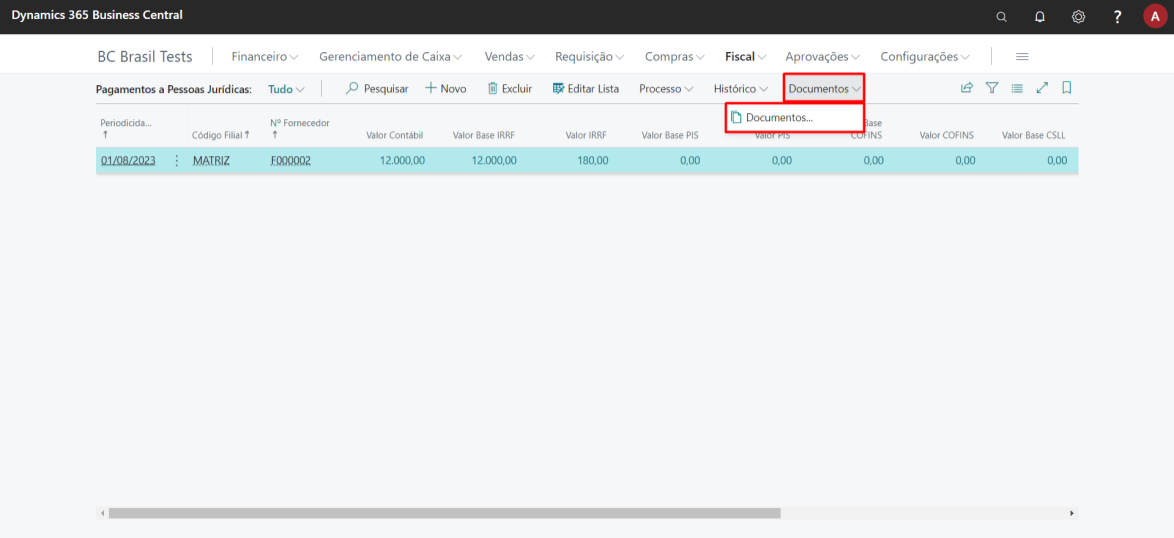 Dynamics 365 Business Central
?
A
BC Brasil Tests
Financeiro
Gerenciamento de Caixa
Vendas
Requisição
Compras
Fiscal
Aprovações
Configurações
Pagamentos a Pessoas Jurídicas:
Tudo
Pesquisar
Novo
Excluir
Editar Lista
Processo
Histórico
Documentos
Documentos...
Periodicida...
Código Filial
Nº Fornecedor
Valor Contábil
Valor Base IRRF
Valor IRRF
Valor Base PIS
Valor PIS
Base
COFINS
Valor COFINS
Valor Base CSLL
01/08/2023
MATRIZ
F000002
12.000,00
12.000,00
180,00
0,00
0,00
0,00
0,00
0,00